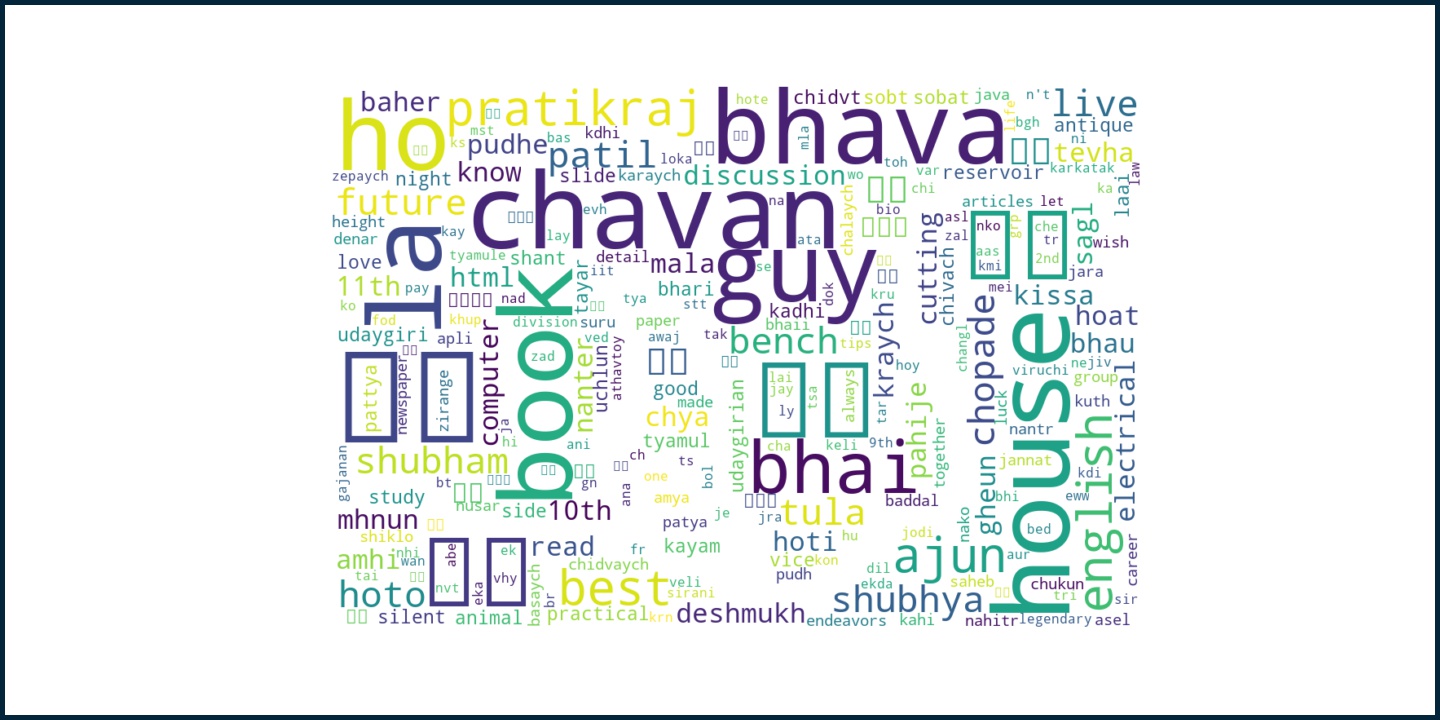 baher
pratikraj
hote
chidvt
sobt
sobat
java
n't
live
life
antique
ho
bhava
mst
bas
kdhi
mla
bgh
ni
ks
pudhe
patil
loka
tevha
zepaych
night
know
slide
karaych
discussion
wo
toh
var
reservoir
karkatak
law
chi
ka
laai
future
chavan
na
bio
articles
let
height
evh
chalaych
asl
nko
grp
che
sagl
denar
la
kay
lay
ata
cutting
zal
aas
tr
wish
love
tyamule
shant
detail
mala
guy
se
chivach
kmi
2nd
jara
html
tayar
iit
11th
pay
bhari
dok
kru
mei
kissa
ko
nad
book
tya
stt
kadhi
fod
khup
division
suru
paper
bhaii
hoat
udaygiri
apli
computer
ved
awaj
tak
bench
tips
kraych
changl
chopade
house
bhau
newspaper
nanter
uchlun
athavtoy
zad
hoy
viruchi
nejiv
pattya
zirange
good
lai
jay
ly
tsa
always
group
made
tar
pahije
luck
kuth
electrical
chya
udaygirian
nantr
english
ja
hi
ani
tyamul
cha
keli
9th
together
shubham
ch
ts
bhai
gheun
jannat
kdi
gajanan
bt
gn
one
bol
bhi
eww
study
nusar
ana
amya
baddal
side
10th
je
jra
tula
nako
mhnun
patya
bed
shiklo
abe
ek
read
fr
kayam
hoti
hu
jodi
amhi
nhi
wan
vice
kon
ajun
aur
career
tai
nvt
vhy
chidvaych
pudh
dil
saheb
chukun
hoto
eka
basaych
br
best
veli
sirani
ekda
shubhya
tri
sir
silent
animal
practical
krn
deshmukh
endeavors
kahi
nahitr
legendary
asel